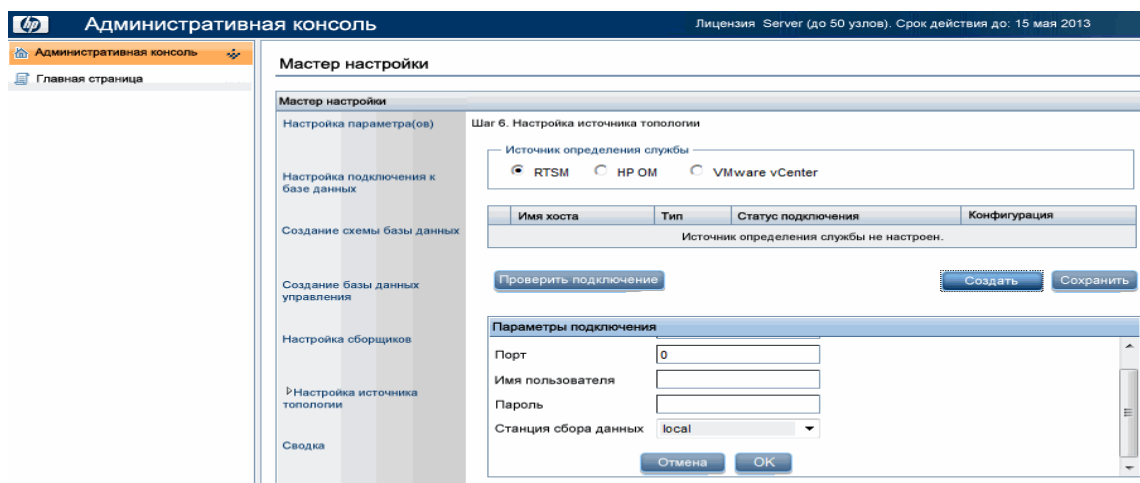 hp
Административная консоль
Лицензия Server (до 50 узлов). Срок действия до: 15 мая 2013
Административная консоль
Главная страница
Мастер настройки
Мастер настройки
Настройка параметра(ов)
Настройка подключения к
базе данных
Создание схемы базы данных
Создание базы данных
управления
Настройка сборщиков
Настройка источника
топологии
Сводка
Шаг 6. Настройка источника топологии
Источник определения службы
RTSM HP OM VMware vCenter
Имя хоста Тип Статус подключения Конфигурация
Источник определения службы не настроен.
Проверить подключение Создать Сохранить
Параметры подключения
Порт 0
Имя пользователя
Пароль
Станция сбора данных local
Отмена OK